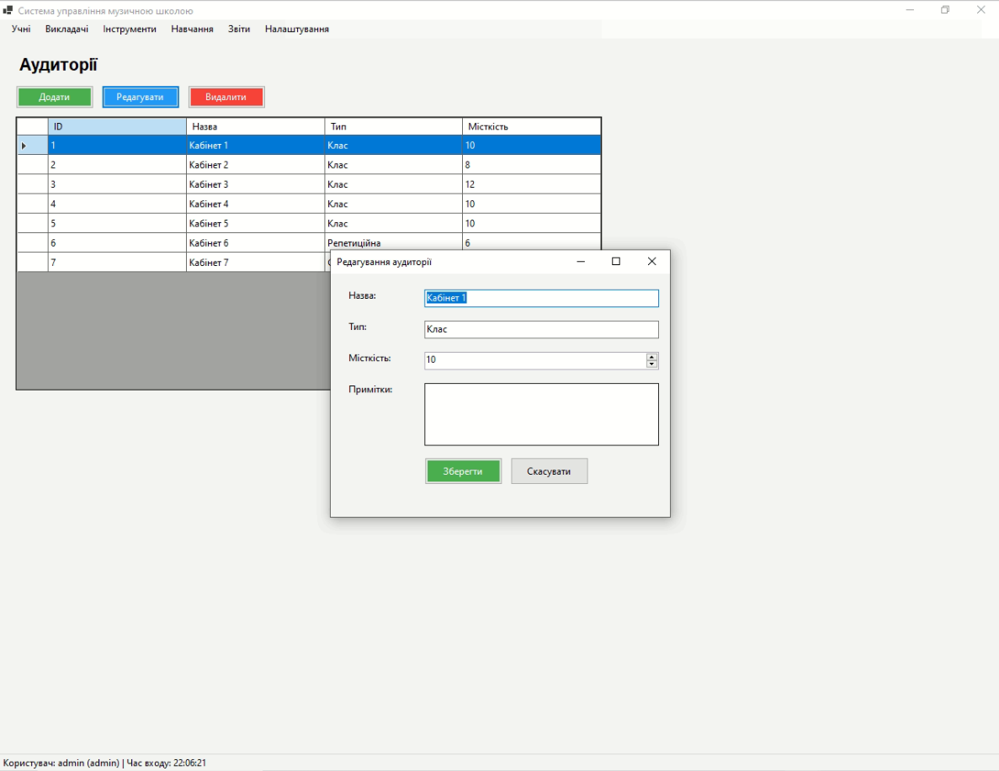 Система управління музичною школою
Учні Викладачі Інструменти Навчання Звіти Налаштування
Аудиторії
Додати Редагувати Видалити
ID Назва Тип Місткість
1 Кабінет 1 Клас 10
2 Кабінет 2 Клас 8
3 Кабінет 3 Клас 12
4 Кабінет 4 Клас 10
5 Кабінет 5 Клас 10
6 Кабінет 6 Репетиційна 6
7 Кабінет 7
Редагування аудиторії
Назва: Кабінет 1
Тип: Клас
Місткість: 10
Примітки:
Зберегти Скасувати
Користувач: admin (admin) | Час входу: 22:06:21